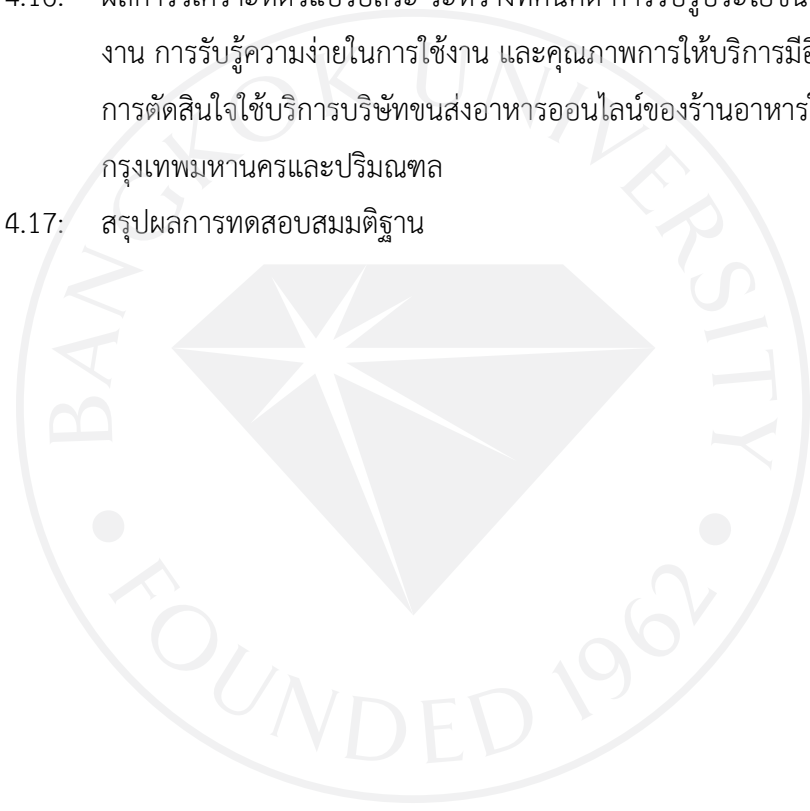 งาน การรับรู้ความง่ายในการใช้งาน และคุณภาพการให้บริการมี
การตัดสินใจใช้บริการบริษัทขนส่งอาหารออนไลน์ของร้านอาหาร
กรุงเทพมหานครและปริมณฑล
4.17: สรุปผลการทดสอบสมมติฐาน
BANGKOK UNIVERSITY
• FOUNDED 1962 •